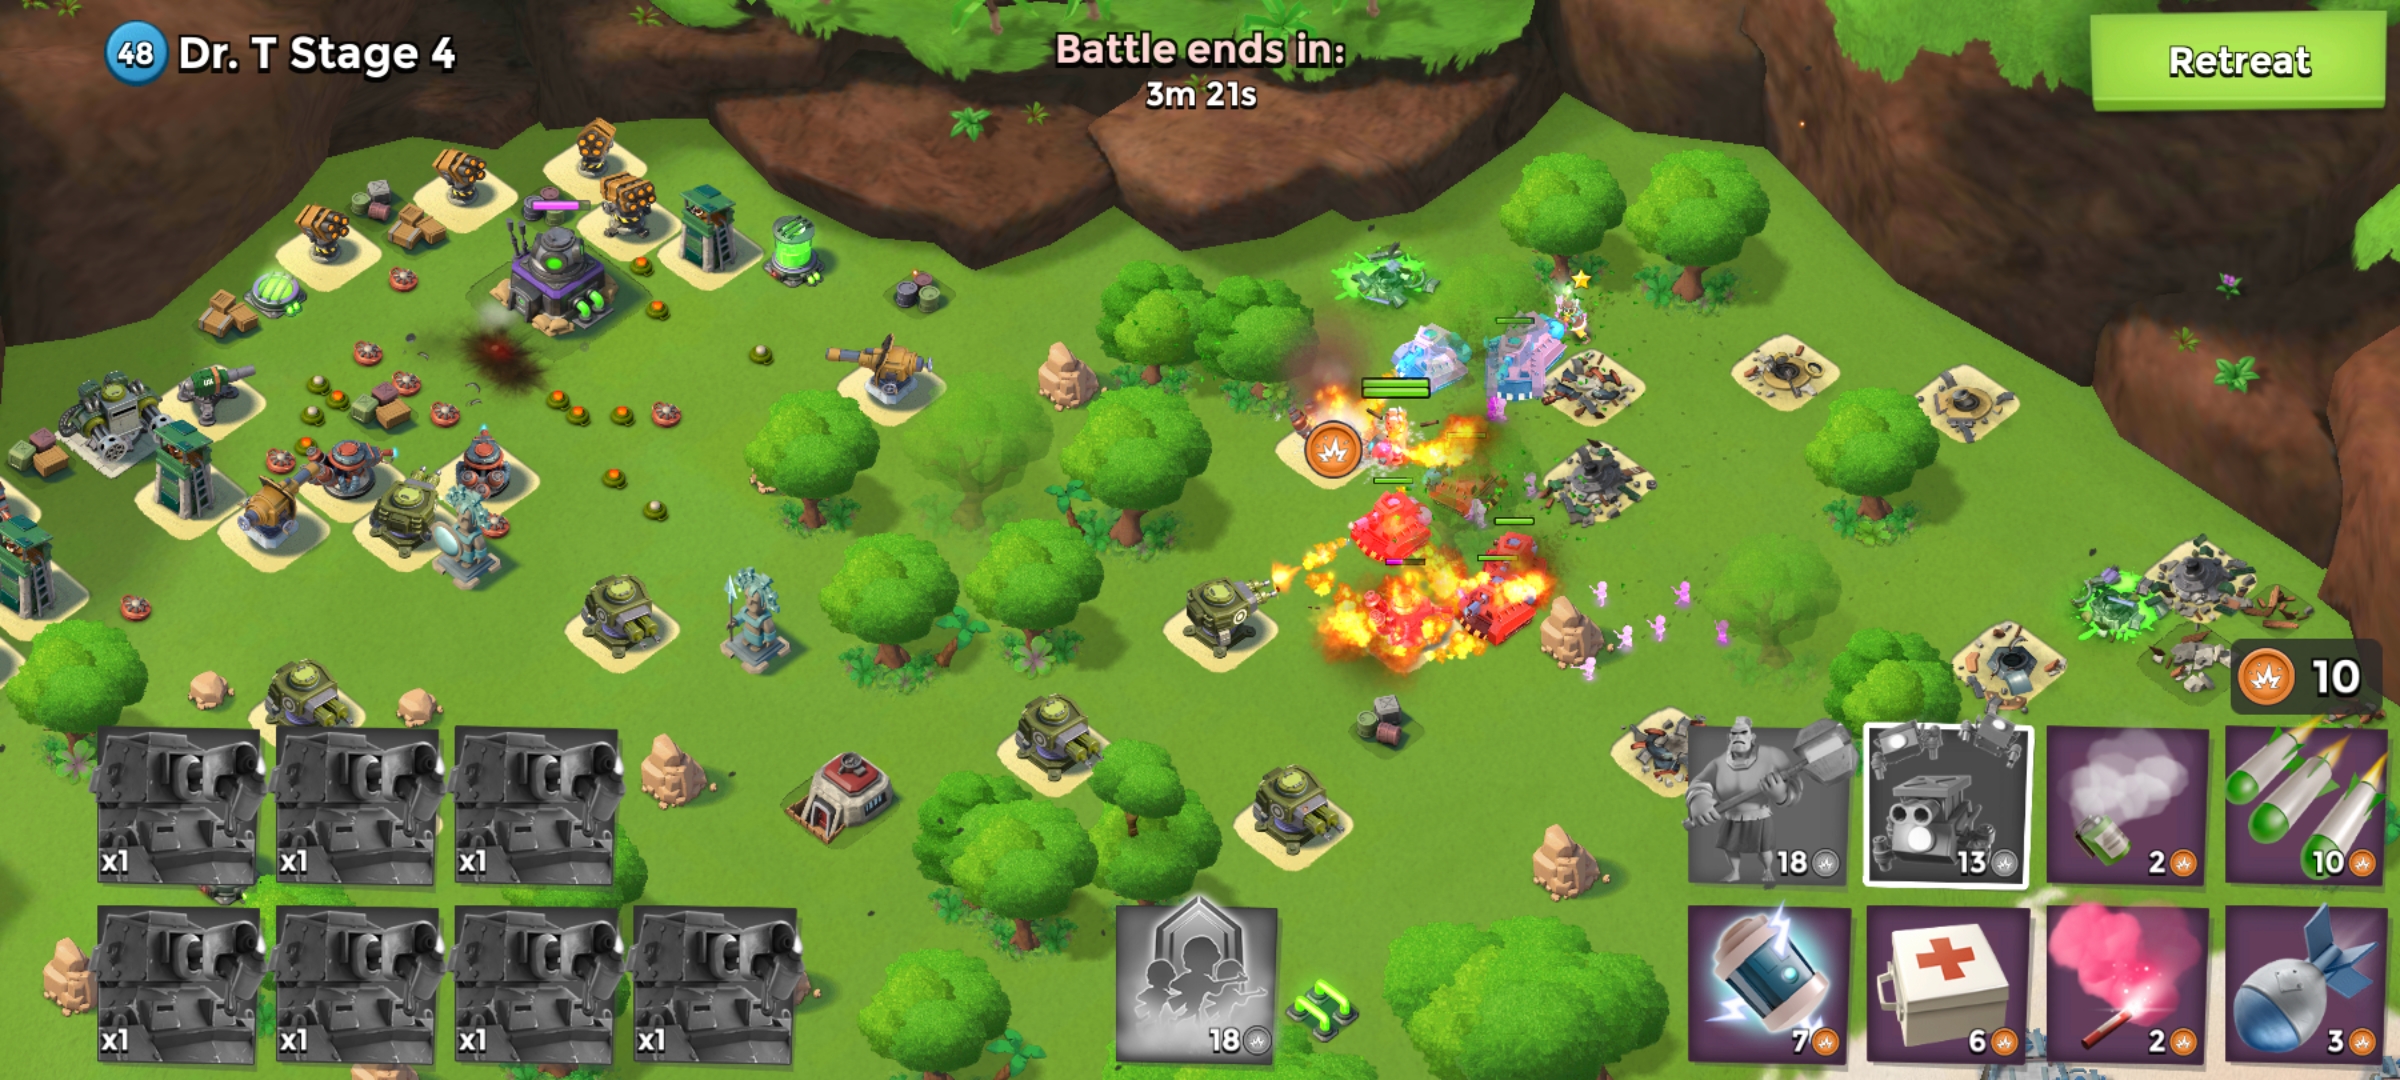 48 Dr. T Stage 4
Battle ends in:
3m 21s
Retreat
10
x1
x1
x1
18
13
2
10
x1
x1
x1
x1
18
7
6
2
3